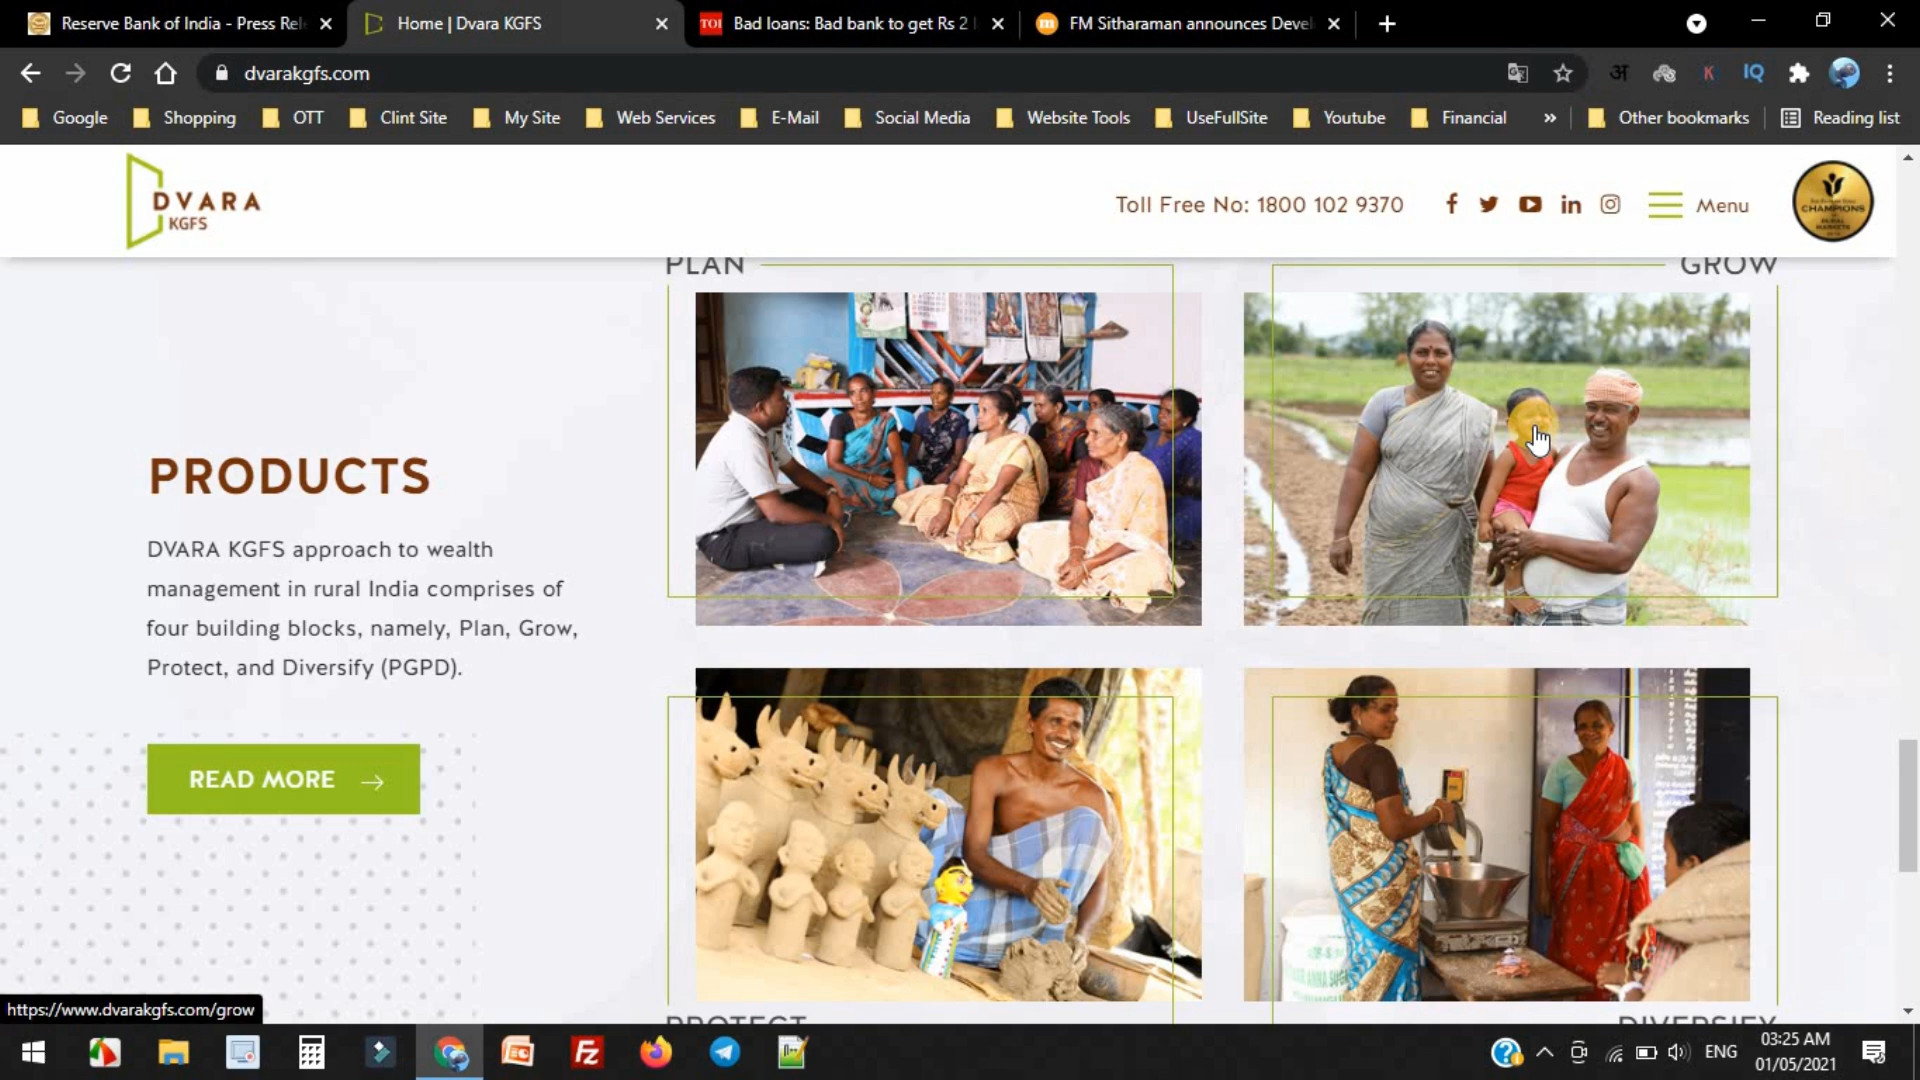 Reserve Bank of India - Press Rel
Home | Dvara KGFS
Bad loans: Bad bank to get Rs 2 l
FM Sitharaman announces Devel
dvarakgfs.com
Google
Shopping
OTT
Clint Site
My Site
Web Services
E-Mail
Social Media
Website Tools
UseFullSite
Youtube
Financial
Other bookmarks
Reading list
DVARA
KGFS
Toll Free No: 1800 102 9370
Menu
CHAMPIONS
PLAN
GROW
PRODUCTS
DVARA KGFS approach to wealth
management in rural India comprises of
four building blocks, namely, Plan, Grow,
Protect, and Diversify (PGPD).
READ MORE
PROTECT
DIVERSIFY
https://www.dvarakgfs.com/grow
ENG
03:25 AM
01/05/2021